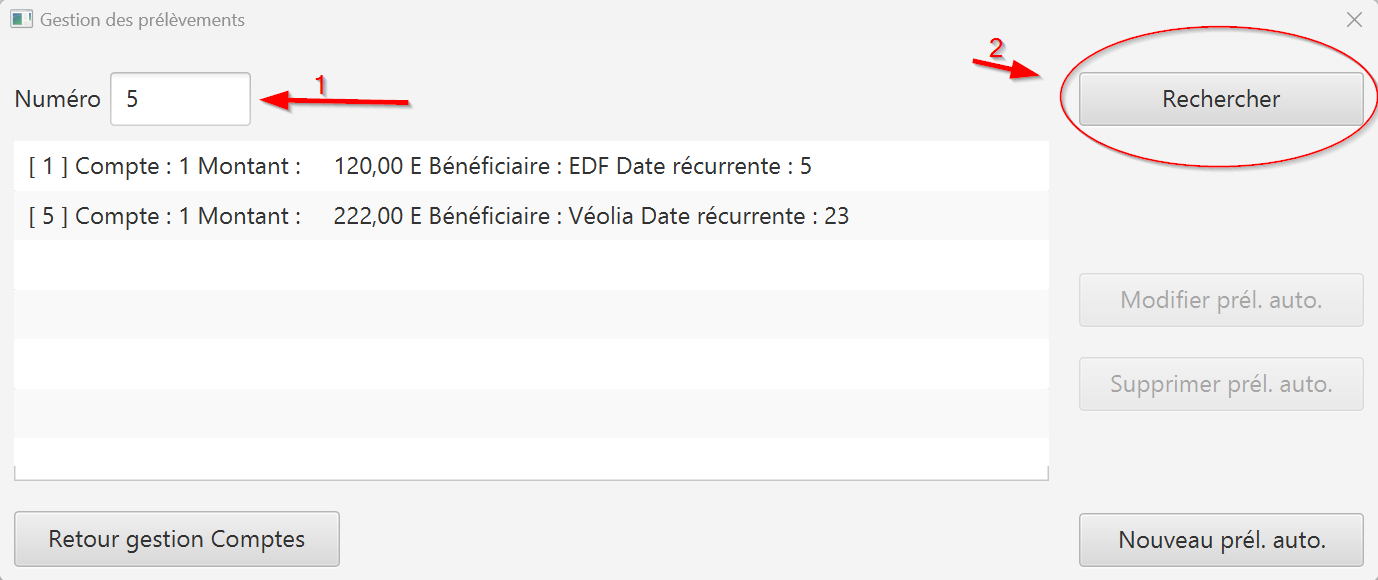 Gestion des prélèvements
2
1
Numéro 5
Rechercher
[ 1 ] Compte : 1 Montant : 120,00 E Bénéficiaire : EDF Date récurrente : 5
[ 5 ] Compte : 1 Montant : 222,00 E Bénéficiaire : Véolia Date récurrente : 23
Modifier prél. auto.
Supprimer prél. auto.
Retour gestion Comptes
Nouveau prél. auto.